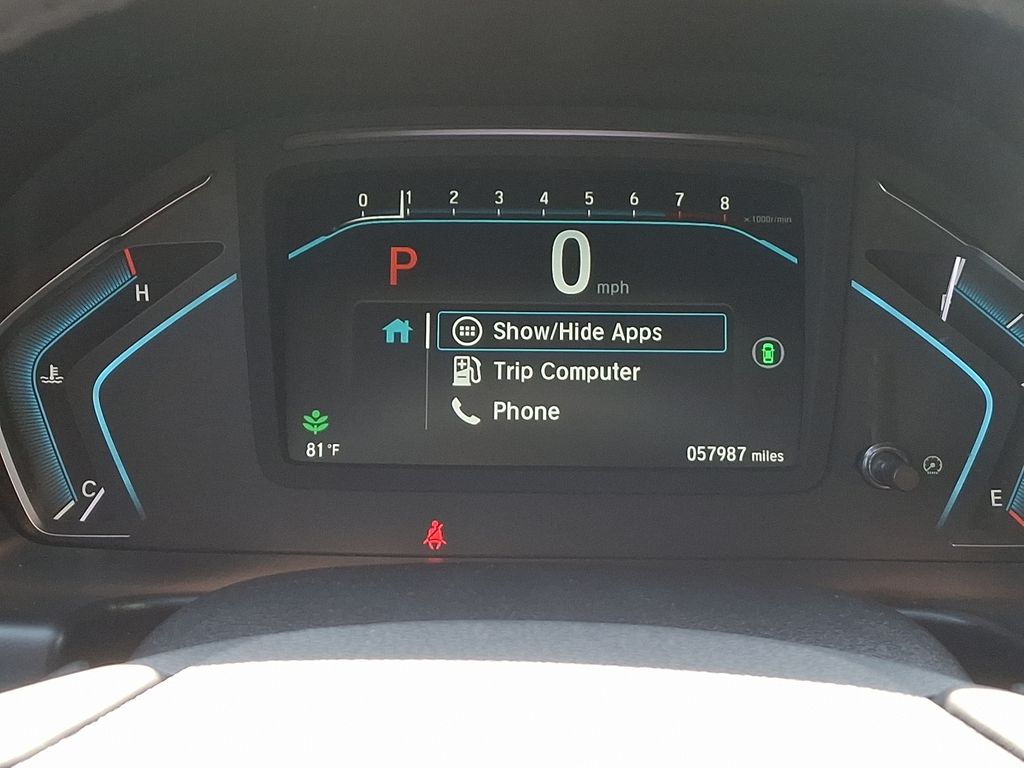 0 1 2 3 4 5 6 7 8
x 1000r/min
P 0 mph
H
Show/Hide Apps
Trip Computer
Phone
81°F
057987 miles
C
E